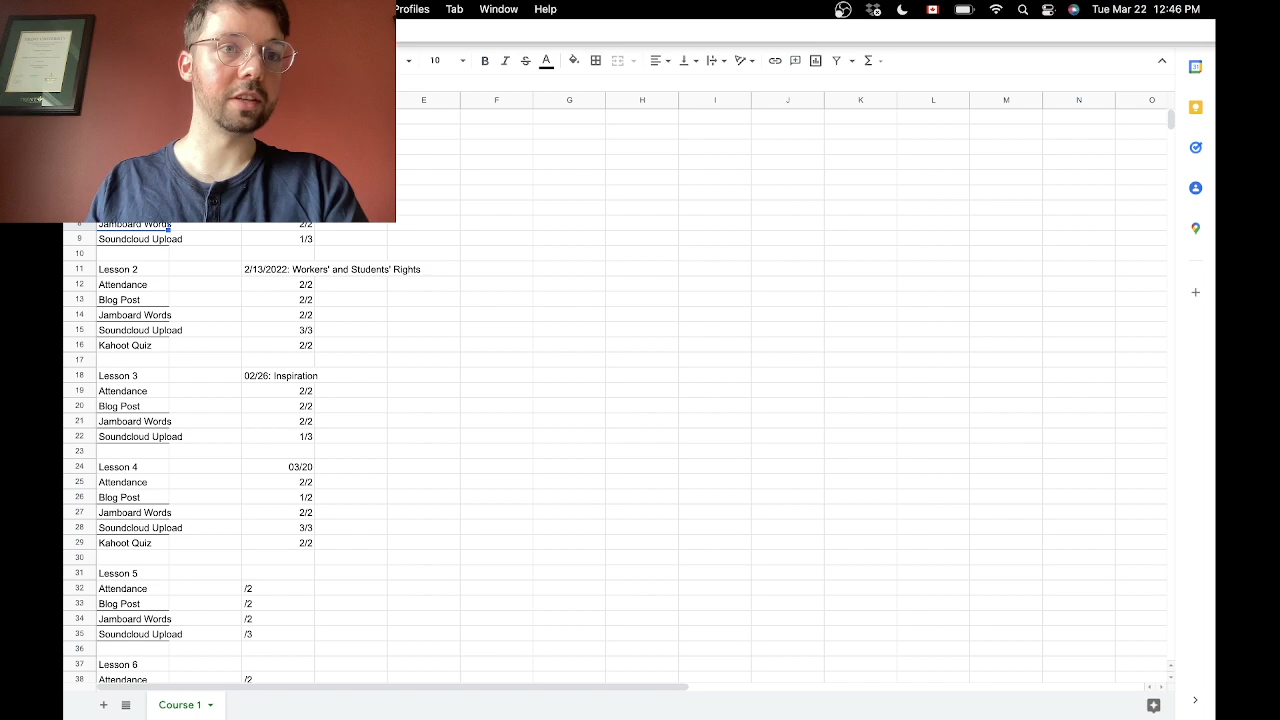 Profiles Tab Window Help Tue Mar 22 12:46 PM
10
E F G H I J K L M N O
8 Jamboard Words 2/2
9 Soundcloud Upload 1/3
10
11 Lesson 2 2/13/2022: Workers' and Students' Rights
12 Attendance 2/2
13 Blog Post 2/2
14 Jamboard Words 2/2
15 Soundcloud Upload 3/3
16 Kahoot Quiz 2/2
17
18 Lesson 3 02/26: Inspiration
19 Attendance 2/2
20 Blog Post 2/2
21 Jamboard Words 2/2
22 Soundcloud Upload 1/3
23
24 Lesson 4 03/20
25 Attendance 2/2
26 Blog Post 1/2
27 Jamboard Words 2/2
28 Soundcloud Upload 3/3
29 Kahoot Quiz 2/2
30
31 Lesson 5
32 Attendance /2
33 Blog Post /2
34 Jamboard Words /2
35 Soundcloud Upload /3
36
37 Lesson 6
38 Attendance /2
Course 1